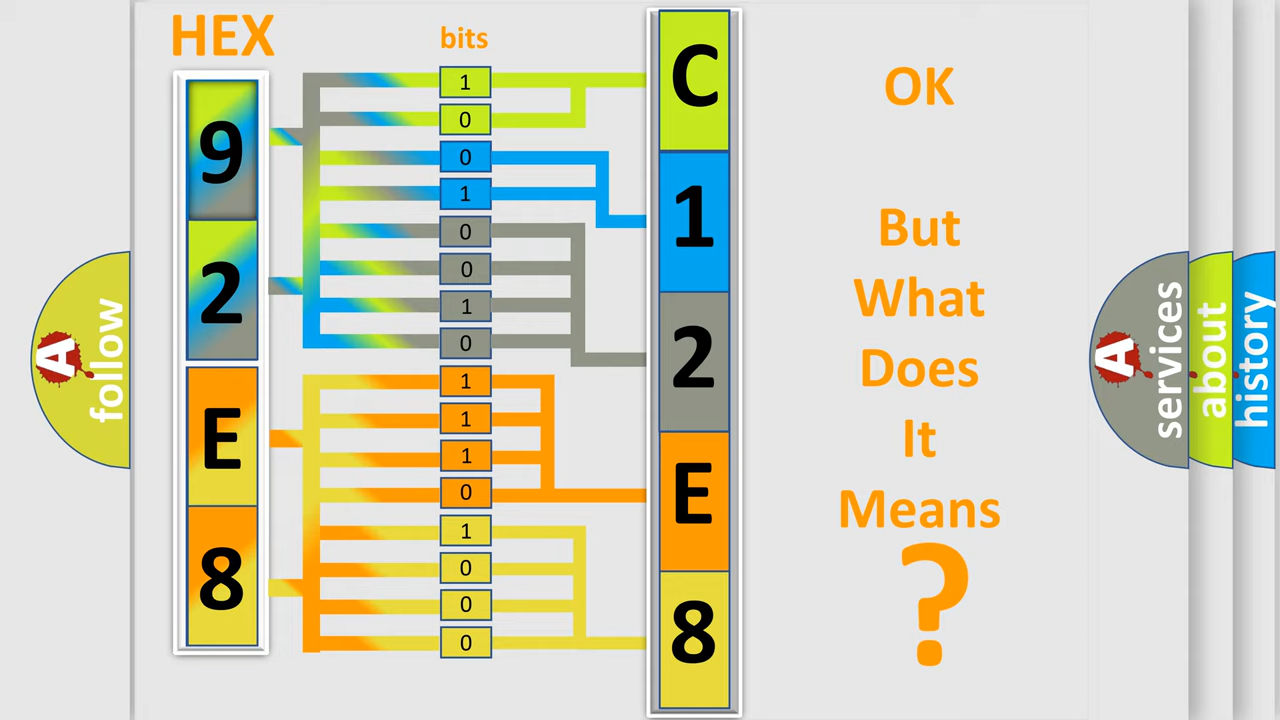 HEX
bits
9
2
E
8
1
0
0
1
0
0
1
0
1
1
1
0
1
0
0
0
C
1
2
E
8
OK
But
What
Does
It
Means
?
A
follow
A
services
about
history